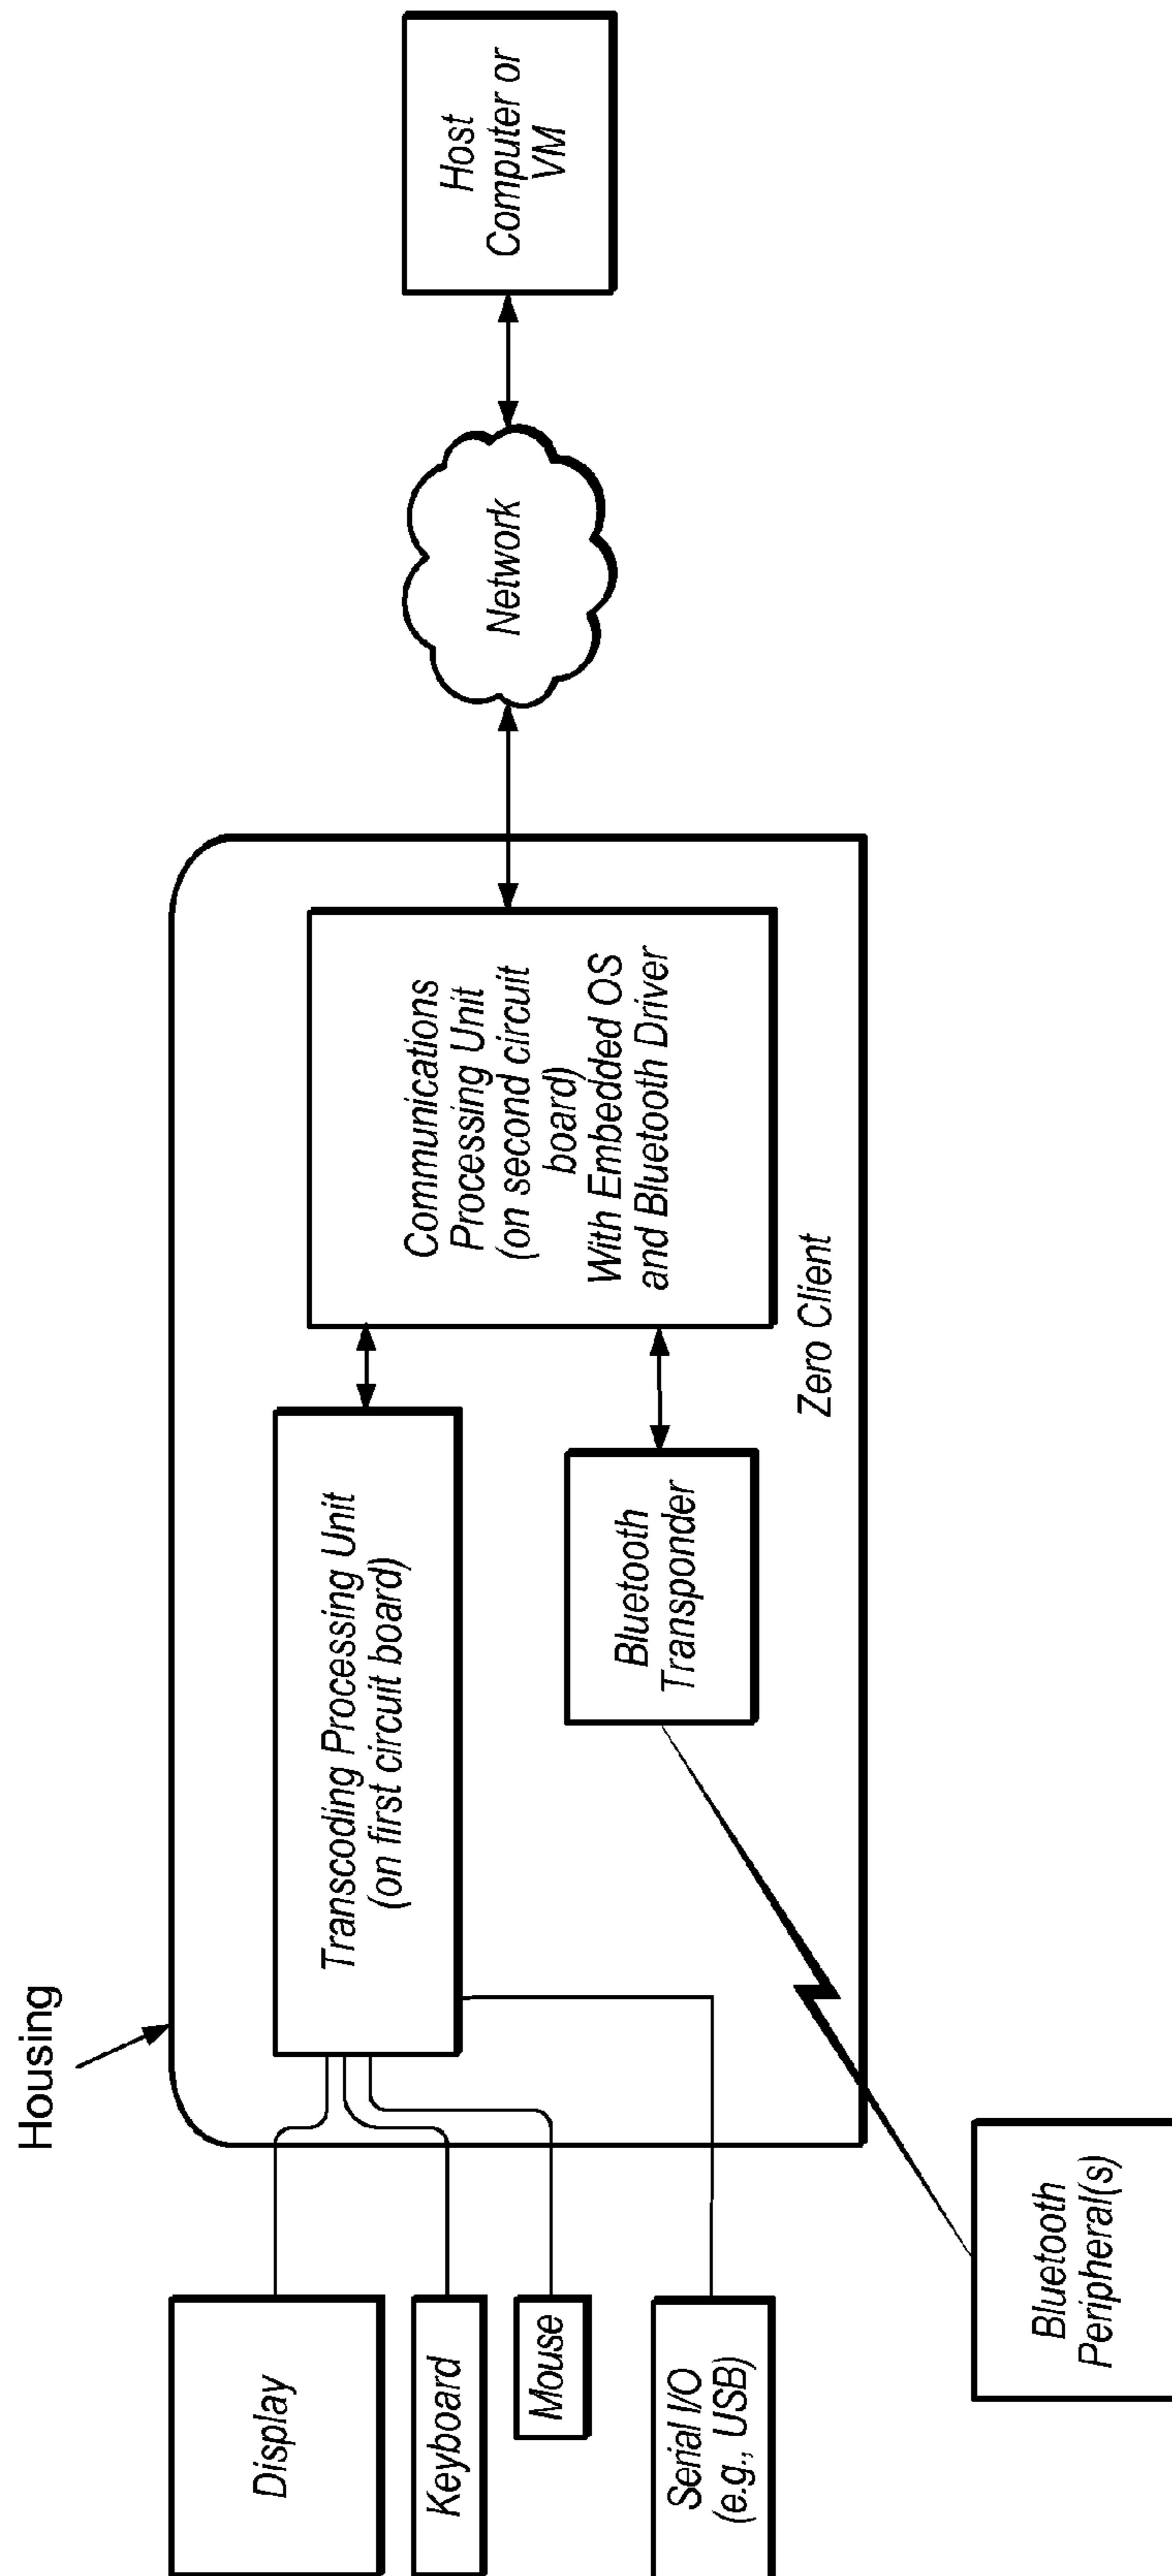 Housing
Display
Keyboard
Mouse
Serial I/O
(e.g., USB)
Transcoding Processing Unit
(on first circuit board)
Bluetooth
Transponder
Communications
Processing Unit
(on second circuit
board)
With Embedded OS
and Bluetooth Driver
Zero Client
Network
Host
Computer or
VM
Bluetooth
Peripheral(s)